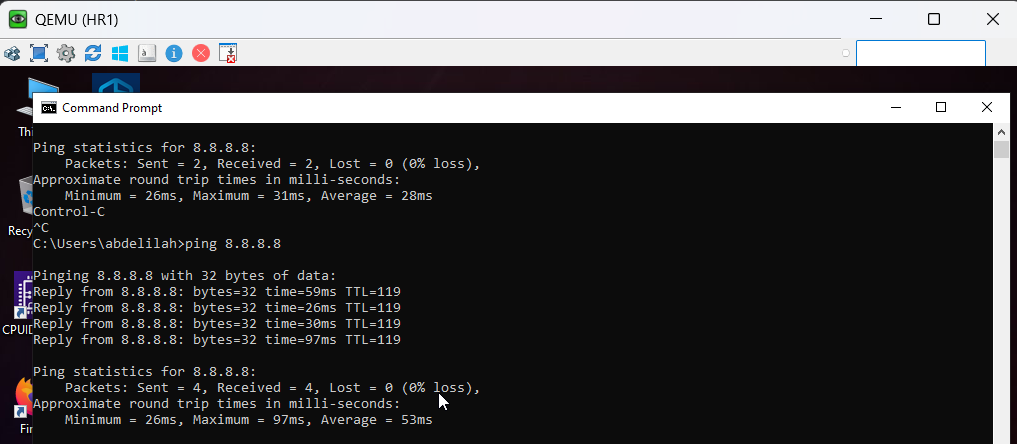 QEMU (HR1)
Command Prompt
Ping statistics for 8.8.8.8:
Packets: Sent = 2, Received = 2, Lost = 0 (0% loss),
Approximate round trip times in milli-seconds:
Minimum = 26ms, Maximum = 31ms, Average = 28ms
Control-C
^C
C:\Users\abdelilah>ping 8.8.8.8
Pinging 8.8.8.8 with 32 bytes of data:
Reply from 8.8.8.8: bytes=32 time=59ms TTL=119
Reply from 8.8.8.8: bytes=32 time=26ms TTL=119
Reply from 8.8.8.8: bytes=32 time=30ms TTL=119
Reply from 8.8.8.8: bytes=32 time=97ms TTL=119
Ping statistics for 8.8.8.8:
Packets: Sent = 4, Received = 4, Lost = 0 (0% loss),
Approximate round trip times in milli-seconds:
Minimum = 26ms, Maximum = 97ms, Average = 53ms
Thi
Recy
CPUID
Fir